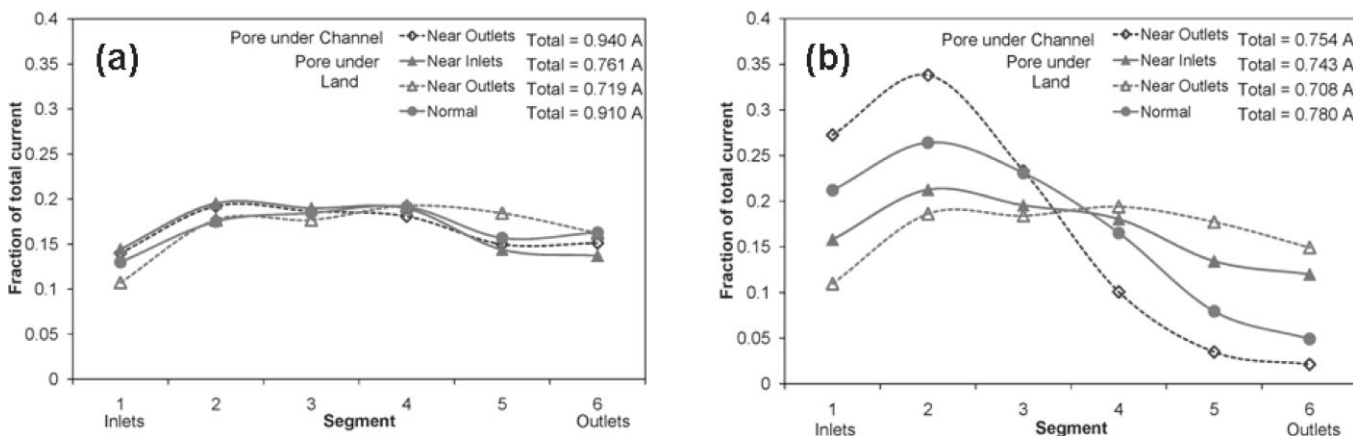 0.4
0.35
0.3
0.25
0.2
0.15
0.1
0.05
0
Fraction of total current
(a)
Pore under Channel
Pore under
Land
Near Outlets Total = 0.940 A
Near Inlets Total = 0.761 A
Near Outlets Total = 0.719 A
Normal Total = 0.910 A
1 2 3 4 5 6
Inlets Segment Outlets
0.4
0.35
0.3
0.25
0.2
0.15
0.1
0.05
0
Fraction of total current
(b)
Pore under Channel
Pore under
Land
Near Outlets Total = 0.754 A
Near Inlets Total = 0.743 A
Near Outlets Total = 0.708 A
Normal Total = 0.780 A
1 2 3 4 5 6
Inlets Segment Outlets